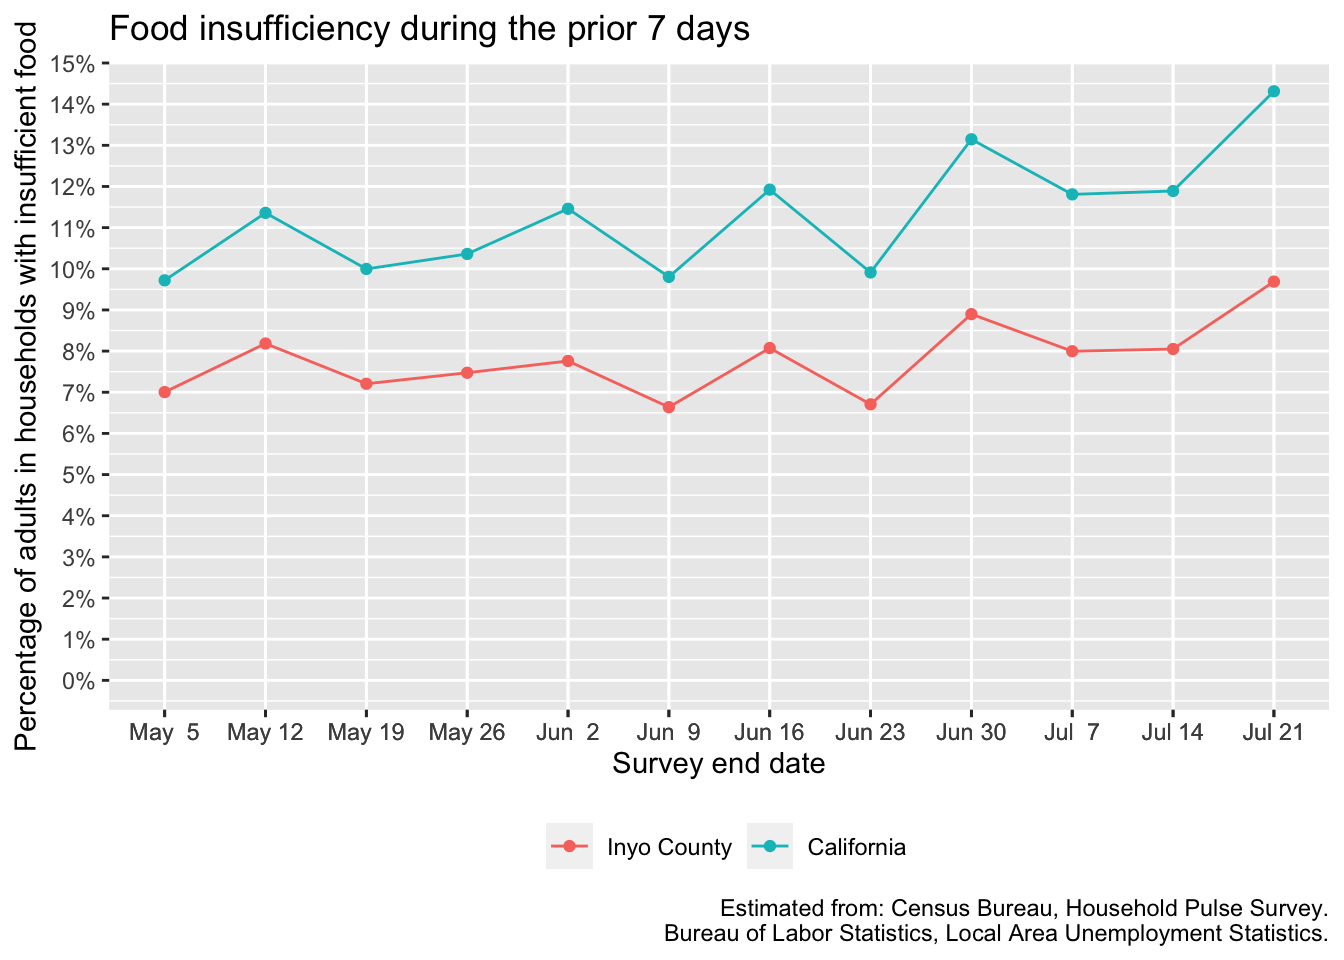 Food insufficiency during the prior 7 days
Percentage of adults in households with insufficient food
15%
14%
13%
12%
11%
10%
9%
8%
7%
6%
5%
4%
3%
2%
1%
0%
May  5 May 12 May 19 May 26 Jun  2 Jun  9 Jun 16 Jun 23 Jun 30 Jul  7 Jul 14 Jul 21
Survey end date
Inyo County California
Estimated from: Census Bureau, Household Pulse Survey.
Bureau of Labor Statistics, Local Area Unemployment Statistics.